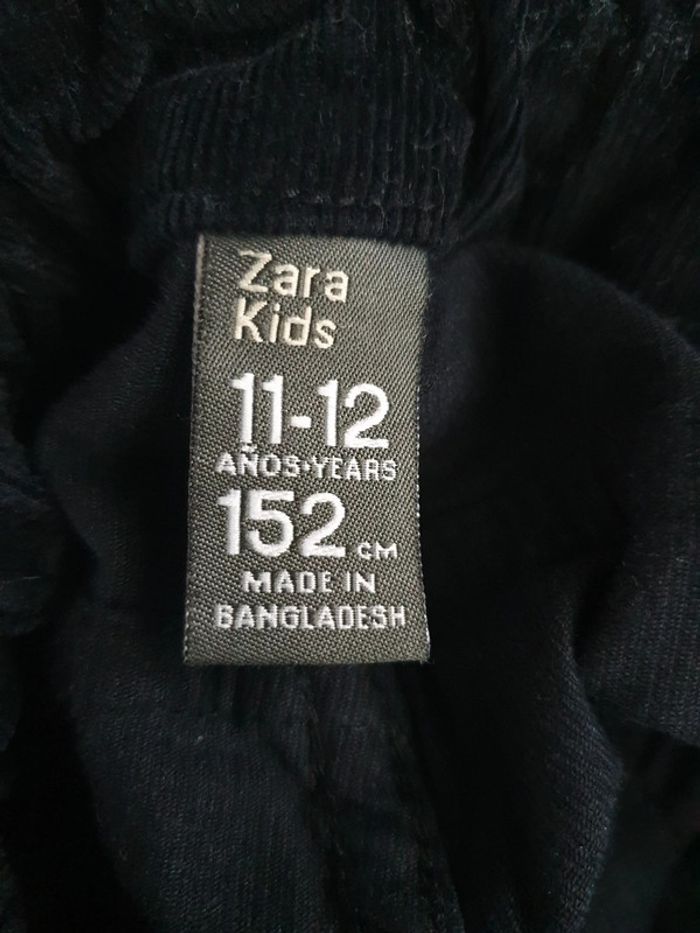 Zara
Kids
11-12
AÑOS•YEARS
152 CM
MADE IN
BANGLADESH